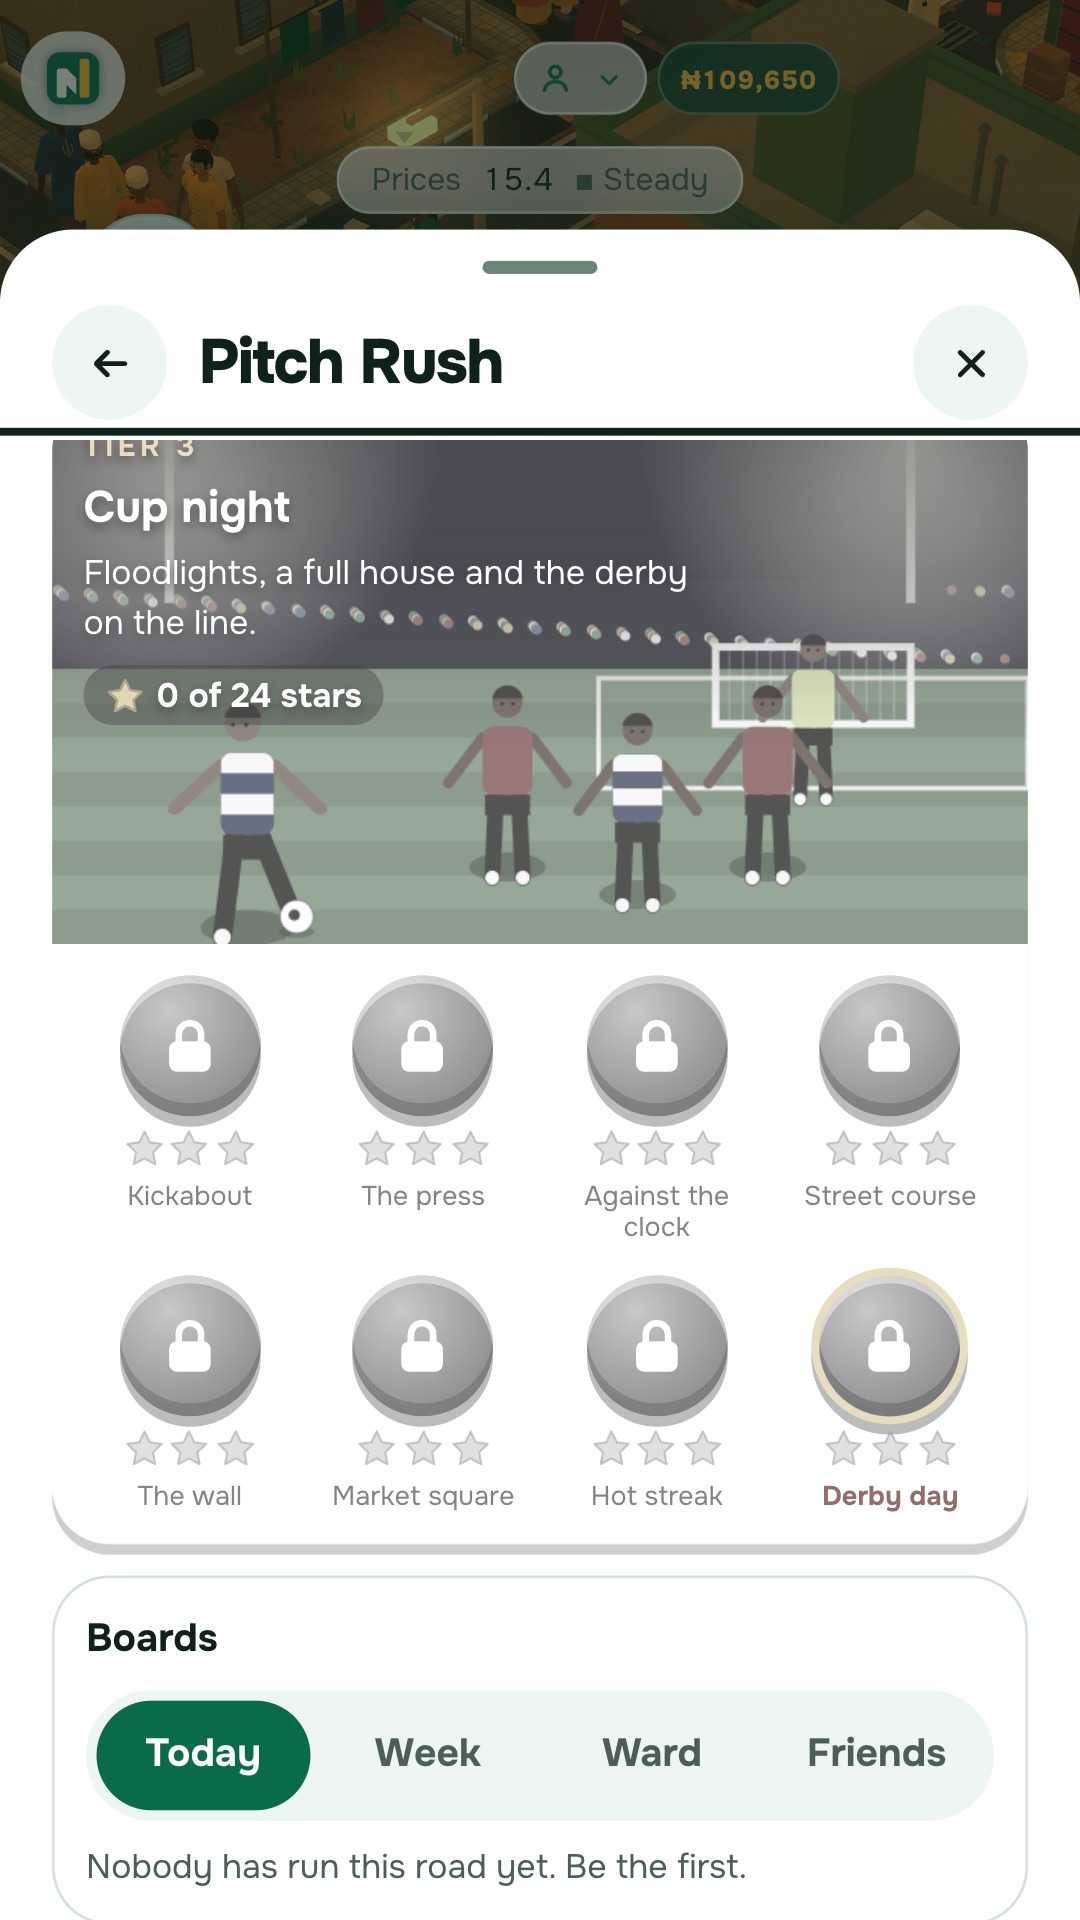 ₦109,650
Prices 15.4 Steady
Pitch Rush
TIER 3
Cup night
Floodlights, a full house and the derby
on the line.
0 of 24 stars
Kickabout
The press
Against the
clock
Street course
The wall
Market square
Hot streak
Derby day
Boards
Today
Week
Ward
Friends
Nobody has run this road yet. Be the first.